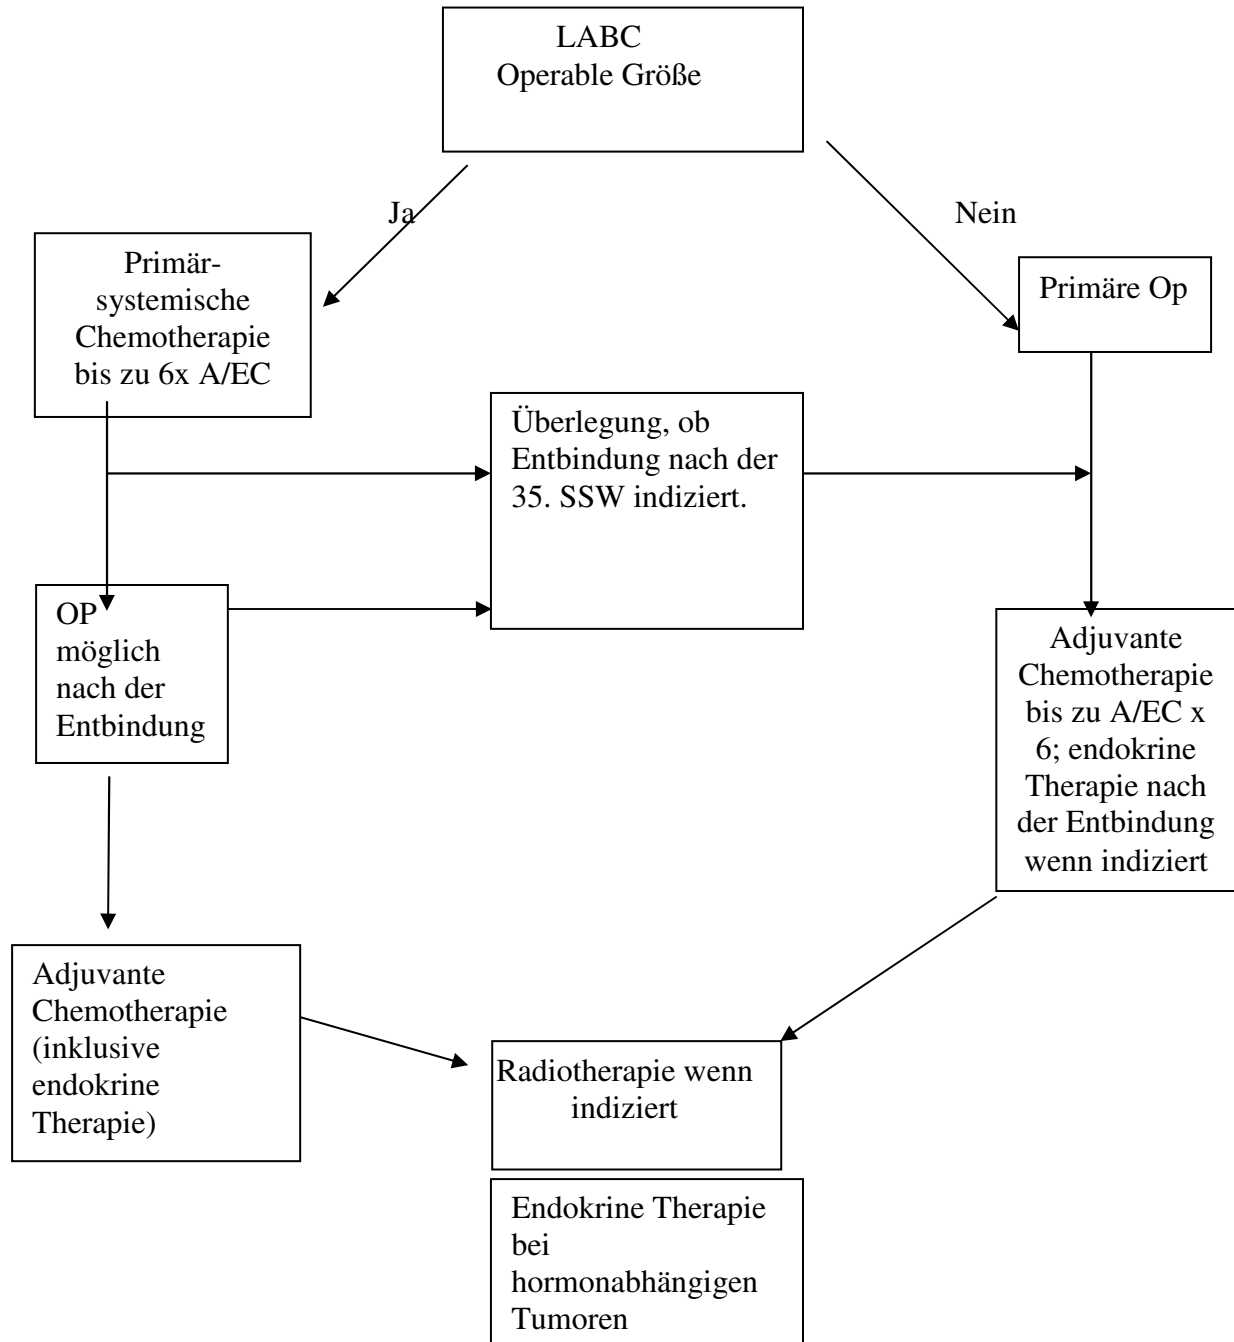 LABC
Operable Größe
Ja
Nein
Primär-
systemische
Chemotherapie
bis zu 6x A/EC
Primäre Op
Überlegung, ob
Entbindung nach der
35. SSW indiziert.
OP
möglich
nach der
Entbindung
Adjuvante
Chemotherapie
bis zu A/EC x
6; endokrine
Therapie nach
der Entbindung
wenn indiziert
Adjuvante
Chemotherapie
(inklusive
endokrine
Therapie)
Radiotherapie wenn
indiziert
Endokrine Therapie
bei
hormonabhängigen
Tumoren